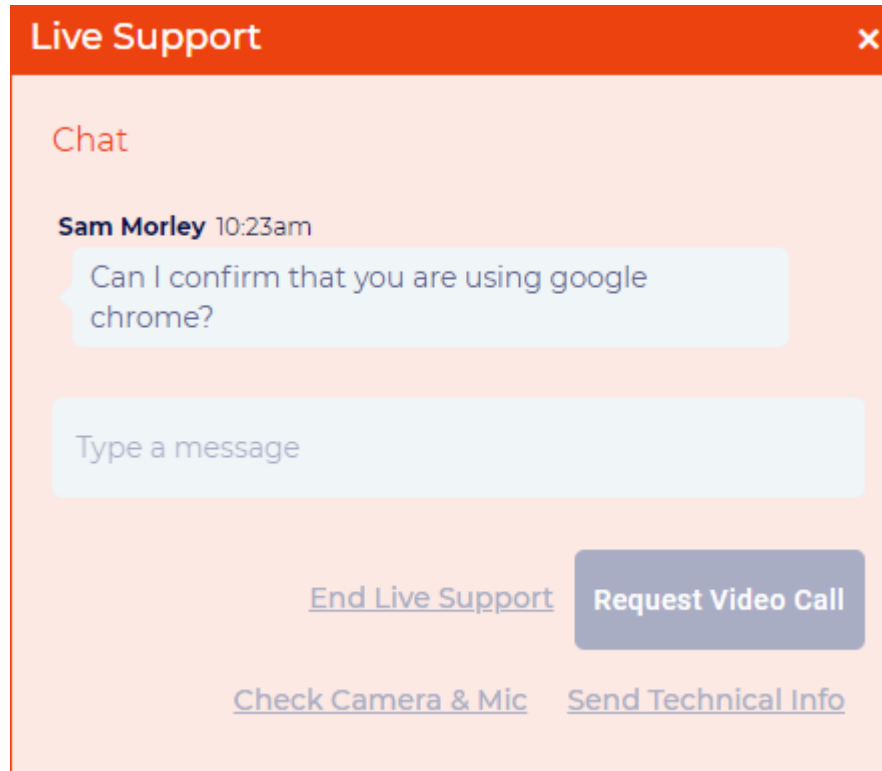 Live Support ×
Chat
Sam Morley 10:23am
Can I confirm that you are using google
chrome?
Type a message
End Live Support Request Video Call
Check Camera & Mic Send Technical Info